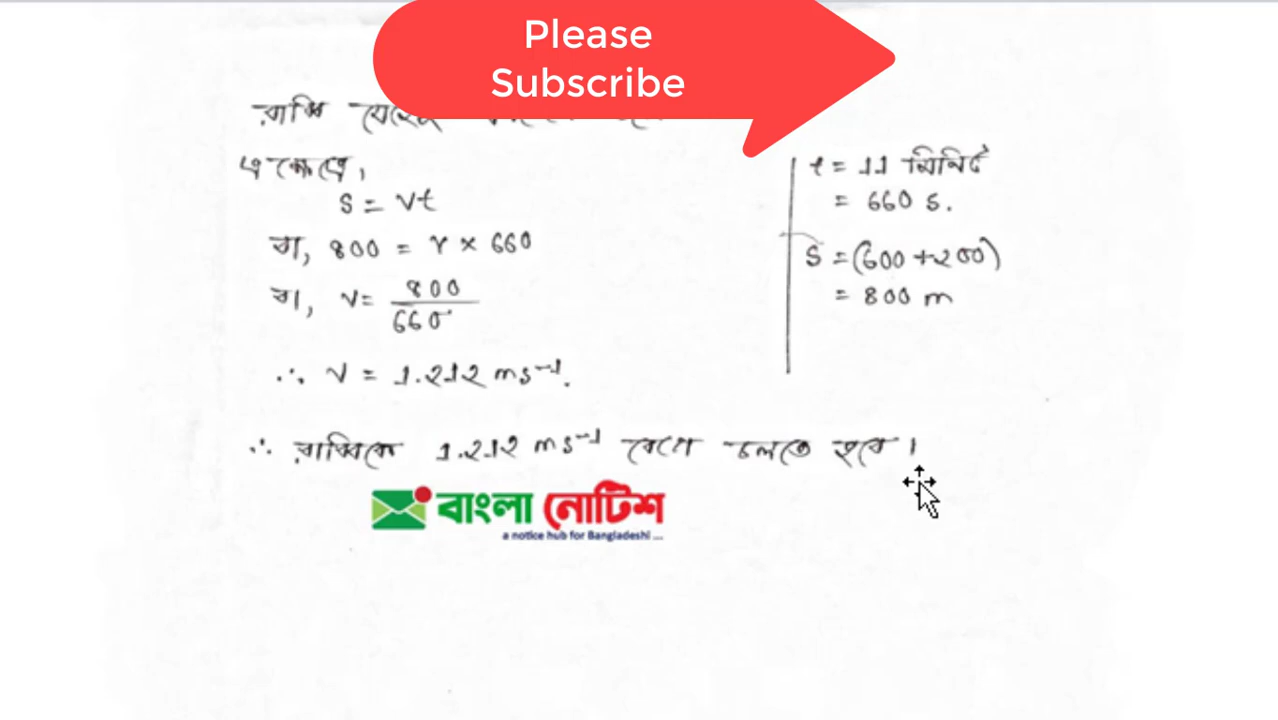 Please
Subscribe
রাব্বি যেহেতু
এক্ষেত্রে,
S = vt
বা, 800 = v × 660
বা, v = 800/660
∴ v = 1.212 ms⁻¹.
t = 11 মিনিট
= 660 s.
S = (600+200)
= 800 m
∴ রাব্বিকে 1.212 ms⁻¹ বেগে চলতে হবে।
বাংলা নোটিশ
a notice hub for Bangladeshi ...